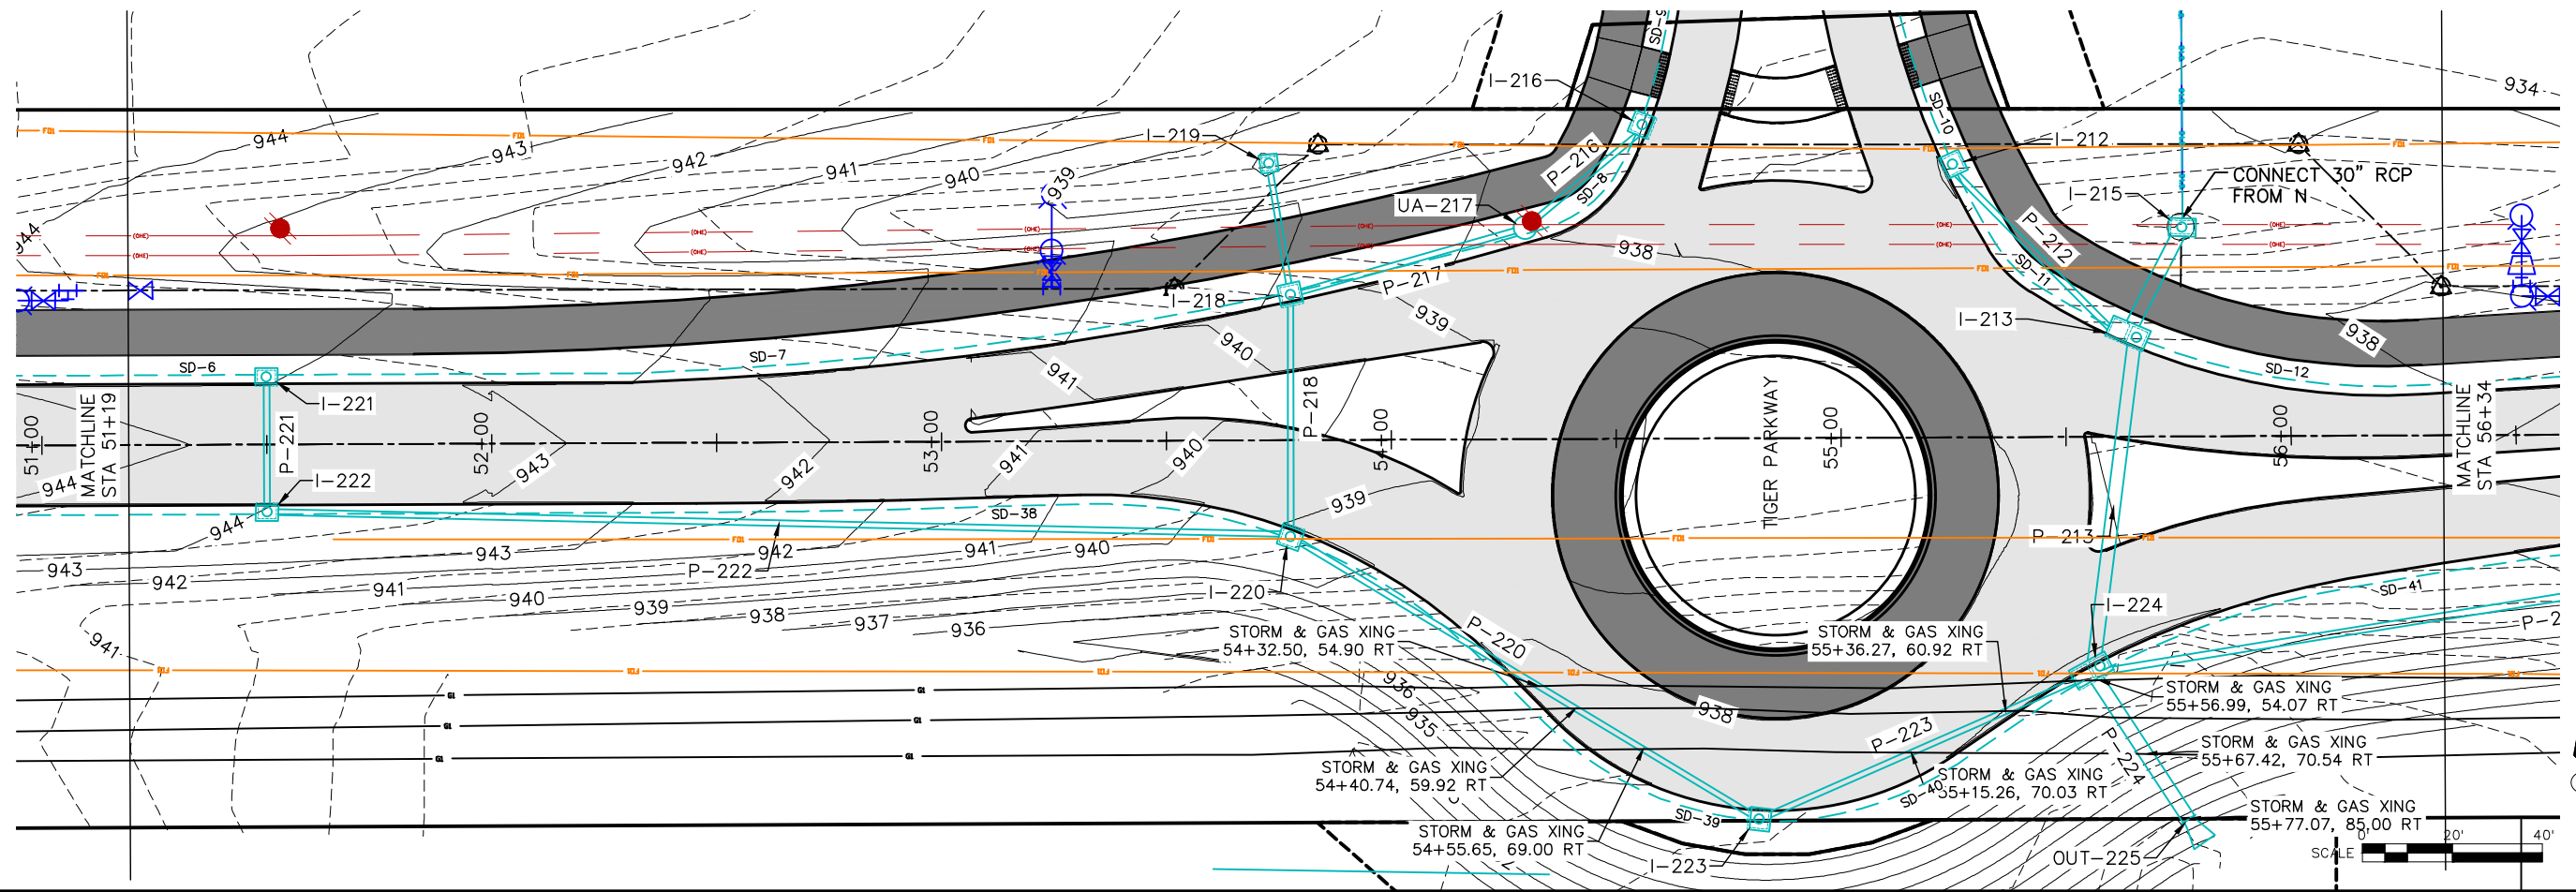 SD-9
I-216
934
944
943
I-219
942
941
940
939
P-216
SD-8
SD-10
I-212
I-215
CONNECT 30" RCP
FROM N
UA-217
944
938
P-212
SD-11
P-217
I-218
I-213
939
940
938
SD-7
SD-6
941
SD-12
I-221
P-218
MATCHLINE
STA 51+19
51+00
P-221
52+00
53+00
54+00
TIGER PARKWAY
55+00
56+00
MATCHLINE
STA 56+34
943
942
941
940
944
I-222
939
SD-38
944
P-213
943
942
941
940
943
942
P-222
941
I-220
940
939
938
937
936
SD-41
I-224
P-2
941
P-220
STORM & GAS XING
54+32.50, 54.90 RT
STORM & GAS XING
55+36.27, 60.92 RT
936
935
938
STORM & GAS XING
55+56.99, 54.07 RT
P-223
P-224
STORM & GAS XING
55+67.42, 70.54 RT
STORM & GAS XING
54+40.74, 59.92 RT
STORM & GAS XING
55+15.26, 70.03 RT
SD-40
SD-39
STORM & GAS XING
55+77.07, 85.00 RT
STORM & GAS XING
54+55.65, 69.00 RT
I-223
OUT-225
SCALE
0' 20' 40'